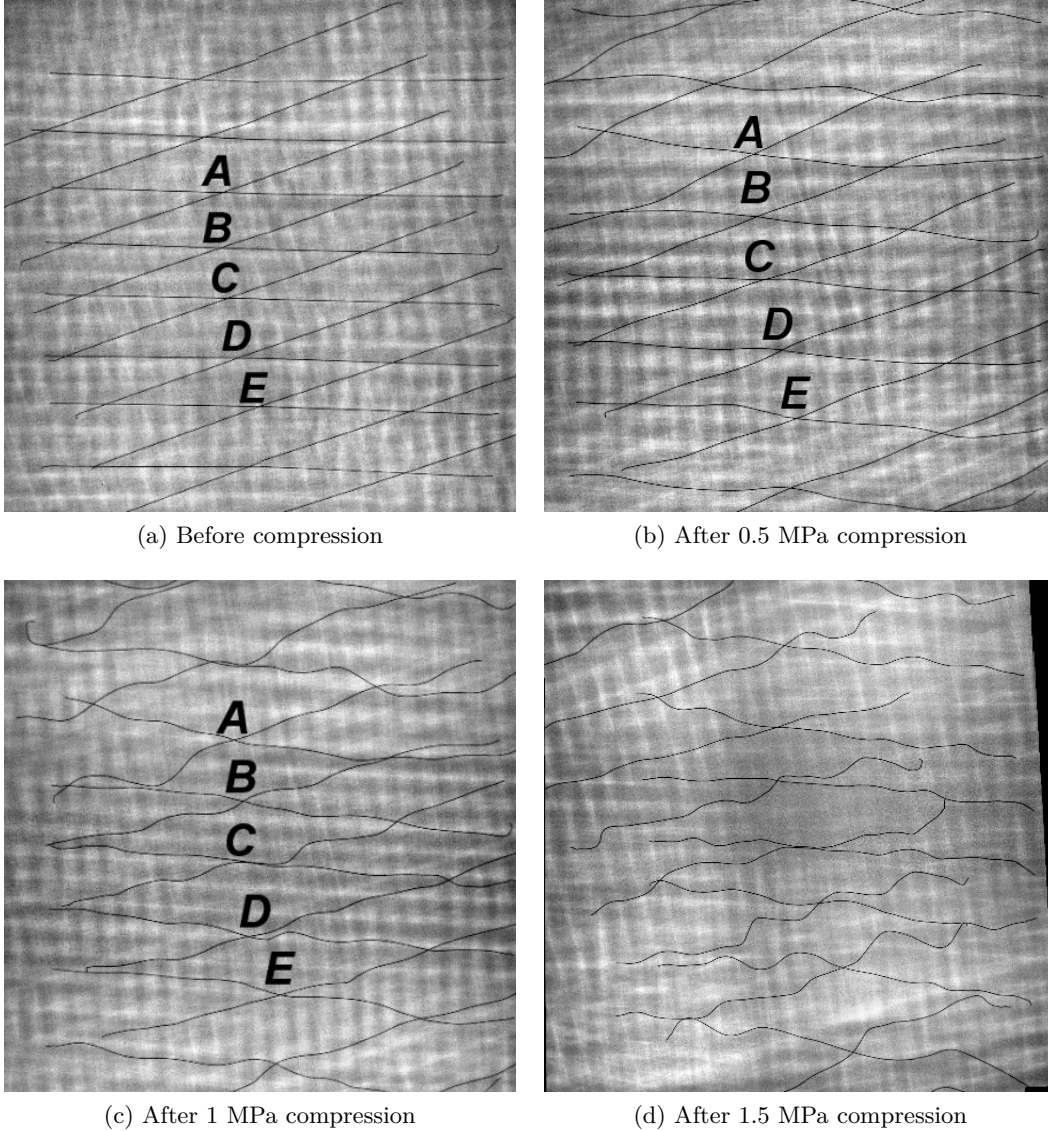 A
B
C
D
E
A
B
C
D
E
(a) Before compression
(b) After 0.5 MPa compression
A
B
C
D
E
(c) After 1 MPa compression
(d) After 1.5 MPa compression